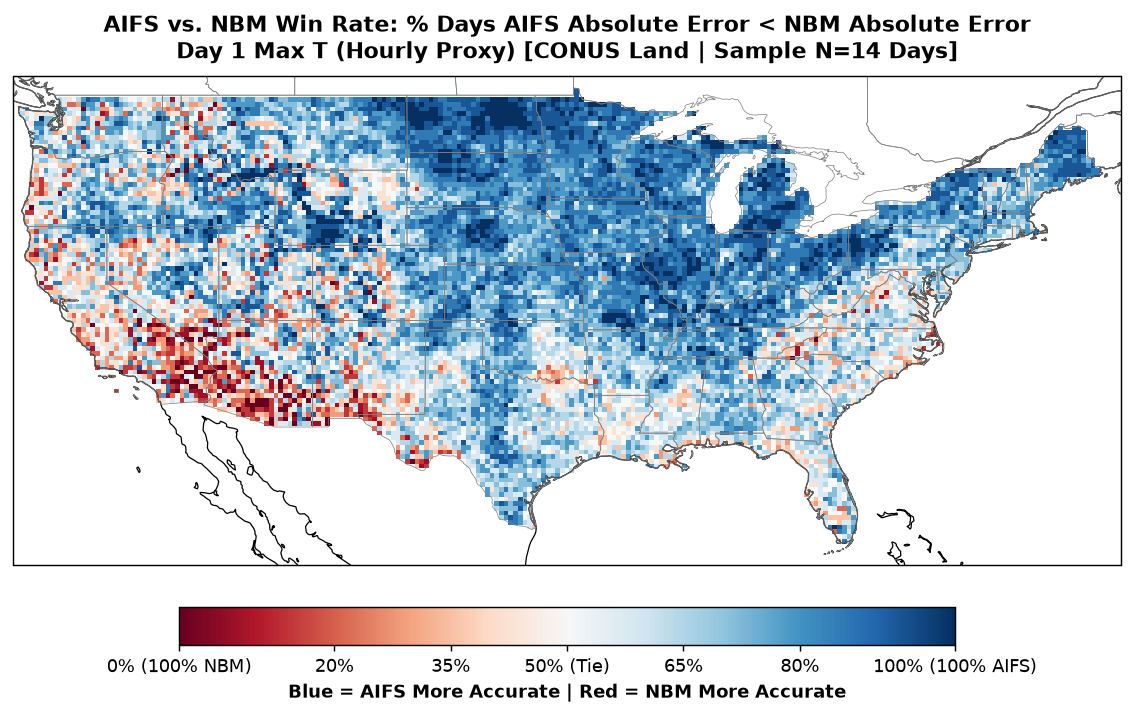 AIFS vs. NBM Win Rate: % Days AIFS Absolute Error < NBM Absolute Error
Day 1 Max T (Hourly Proxy) [CONUS Land | Sample N=14 Days]
0% (100% NBM) 20% 35% 50% (Tie) 65% 80% 100% (100% AIFS)
Blue = AIFS More Accurate | Red = NBM More Accurate